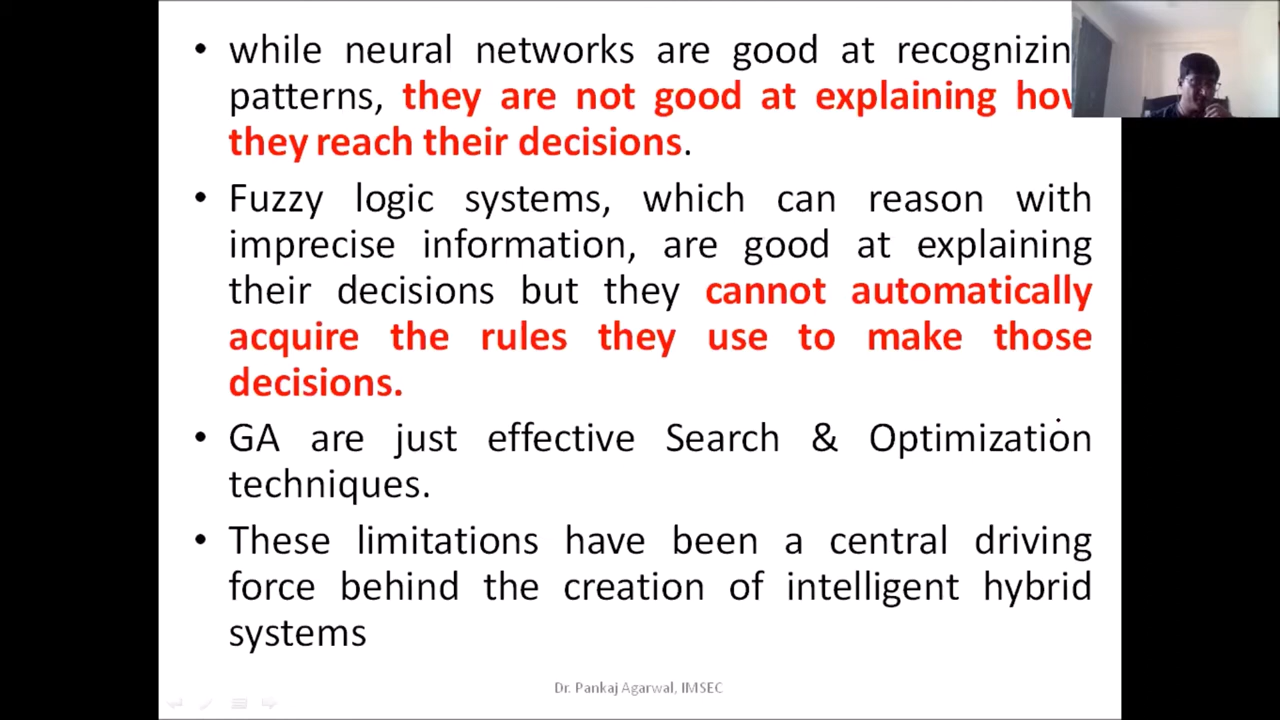 • while neural networks are good at recognizin
patterns, they are not good at explaining how
they reach their decisions.
• Fuzzy logic systems, which can reason with
imprecise information, are good at explaining
their decisions but they cannot automatically
acquire the rules they use to make those
decisions.
• GA are just effective Search & Optimization
techniques.
• These limitations have been a central driving
force behind the creation of intelligent hybrid
systems
Dr. Pankaj Agarwal, IMSEC